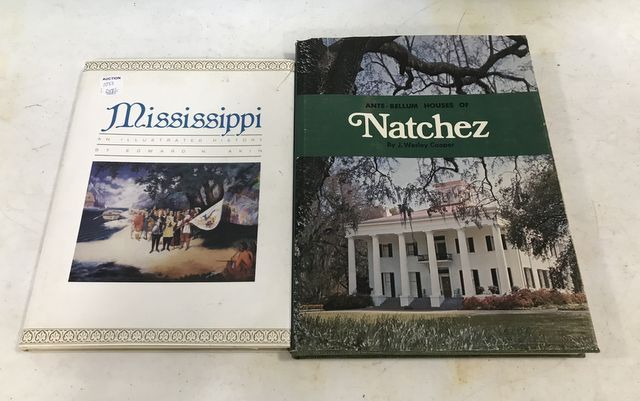 AUCTION
Mississippi
AN ILLUSTRATED HISTORY
BY EDWARD N. AKIN
ANTE-BELLUM HOUSES OF
Natchez
By J. Wesley Cooper